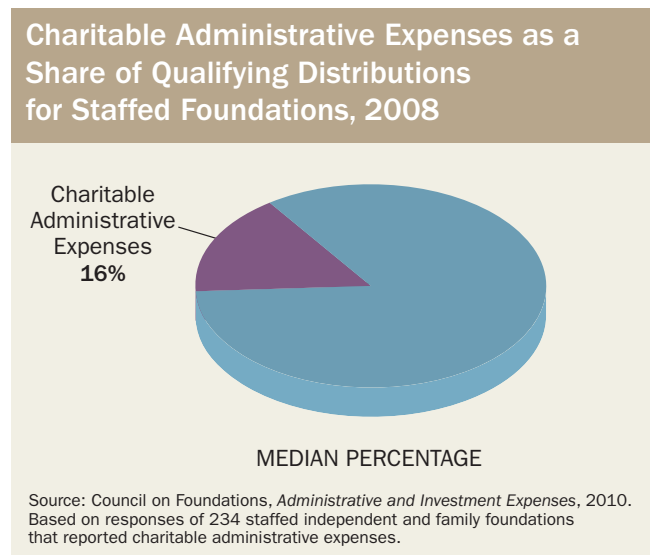 Charitable Administrative Expenses as a
Share of Qualifying Distributions
for Staffed Foundations, 2008
Charitable
Administrative
Expenses
16%
MEDIAN PERCENTAGE
Source: Council on Foundations, Administrative and Investment Expenses, 2010.
Based on responses of 234 staffed independent and family foundations
that reported charitable administrative expenses.